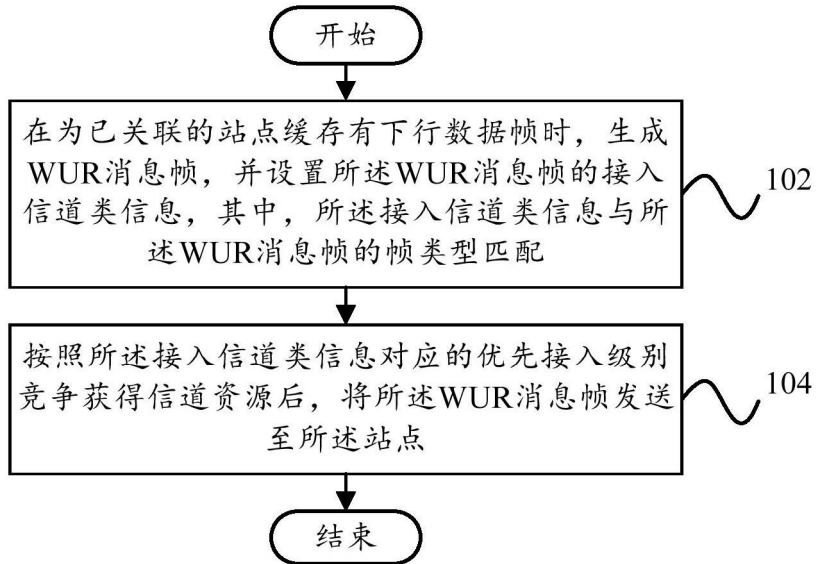 开始
在为已关联的站点缓存有下行数据帧时，生成
WUR消息帧，并设置所述WUR消息帧的接入
信道类信息，其中，所述接入信道类信息与所
述WUR消息帧的帧类型匹配
102
按照所述接入信道类信息对应的优先接入级别
竞争获得信道资源后，将所述WUR消息帧发送
至所述站点
104
结束